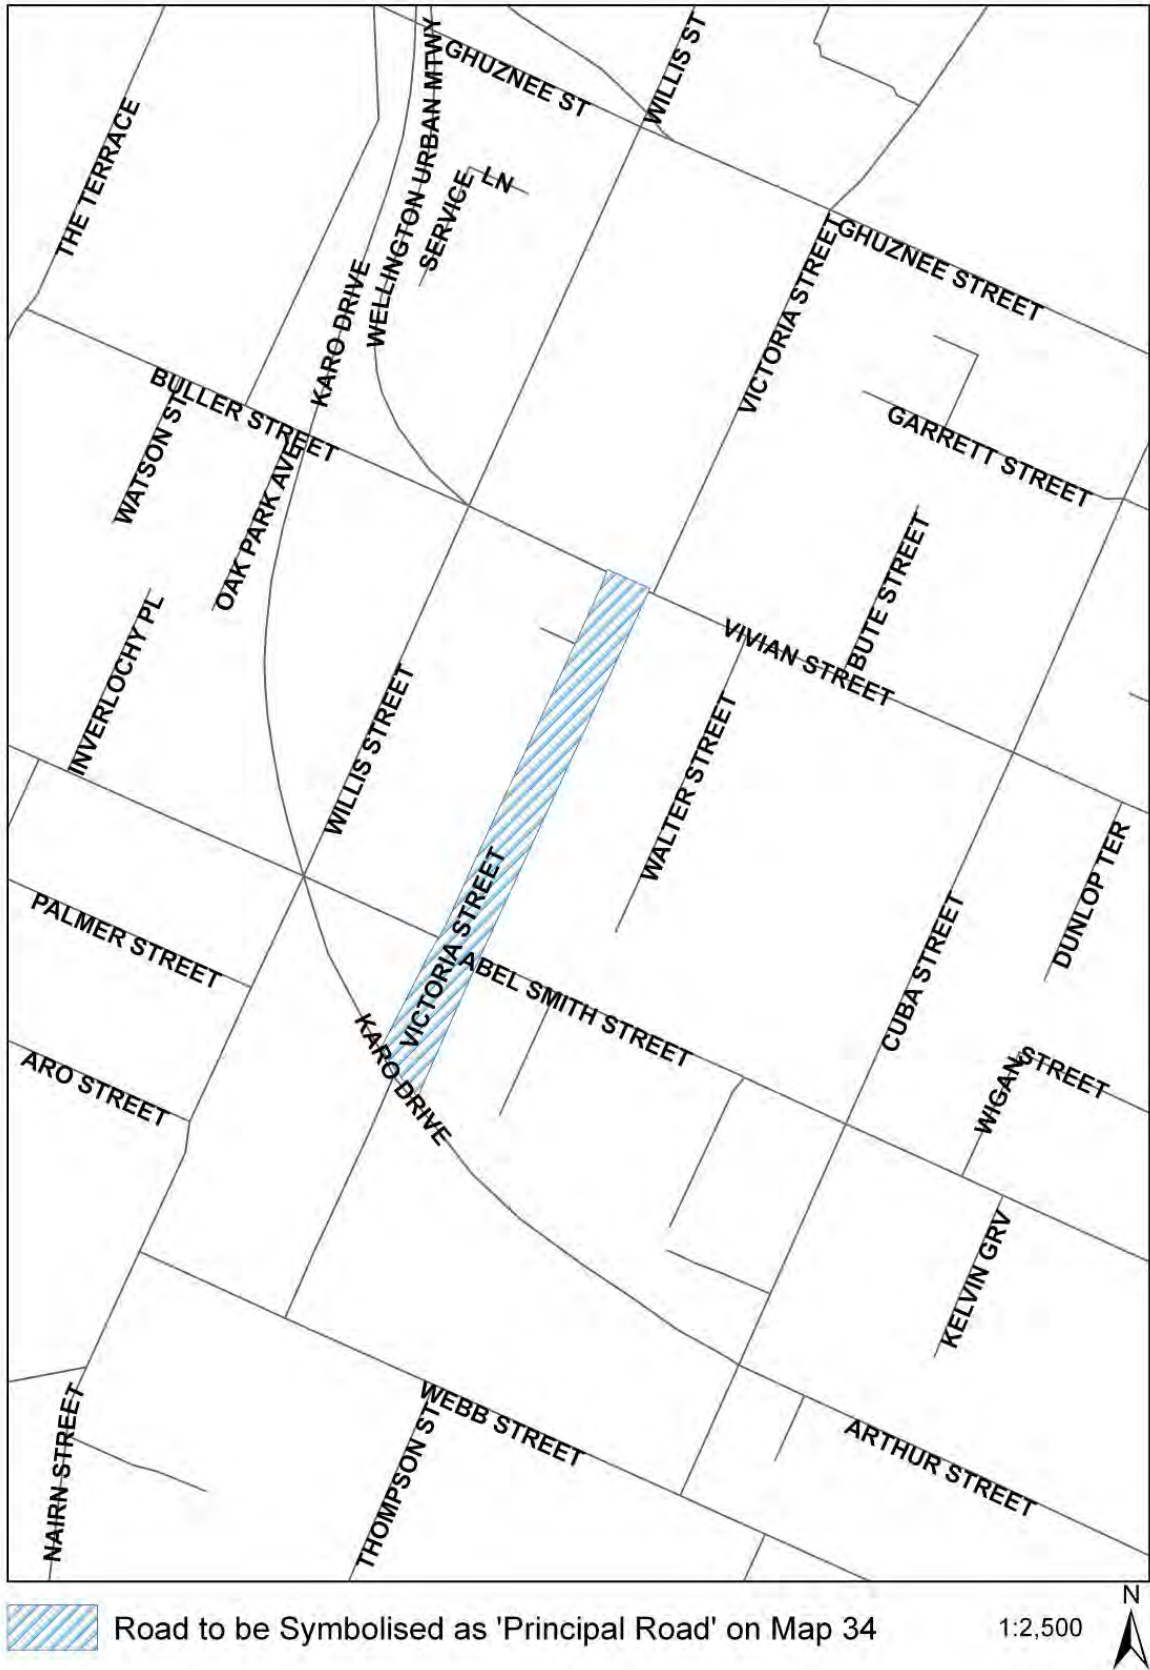 WILLIS ST
GHUZNEE ST
WELLINGTON URBAN MTWY
THE TERRACE
SERVICE LN
GHUZNEE STREET
VICTORIA STREET
KARO DRIVE
BULLER STREET
WATSON ST
OAK PARK AVE
GARRETT STREET
BUTE STREET
INVERLOCHY PL
VIVIAN STREET
WILLIS STREET
WALTER STREET
VICTORIA STREET
DUNLOP TER
PALMER STREET
ABEL SMITH STREET
CUBA STREET
KARO DRIVE
ARO STREET
WIGAN STREET
KELVIN GRV
NAIRN STREET
THOMPSON ST
WEBB STREET
ARTHUR STREET
Road to be Symbolised as 'Principal Road' on Map 34
1:2,500
N